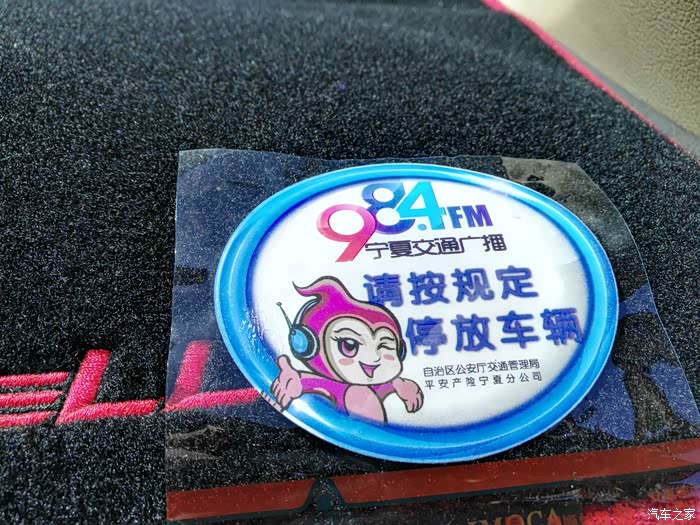 98.4FM
宁夏交通广播
请按规定
停放车辆
自治区公安厅交通管理局
平安产险宁夏分公司
ELL
汽车之家